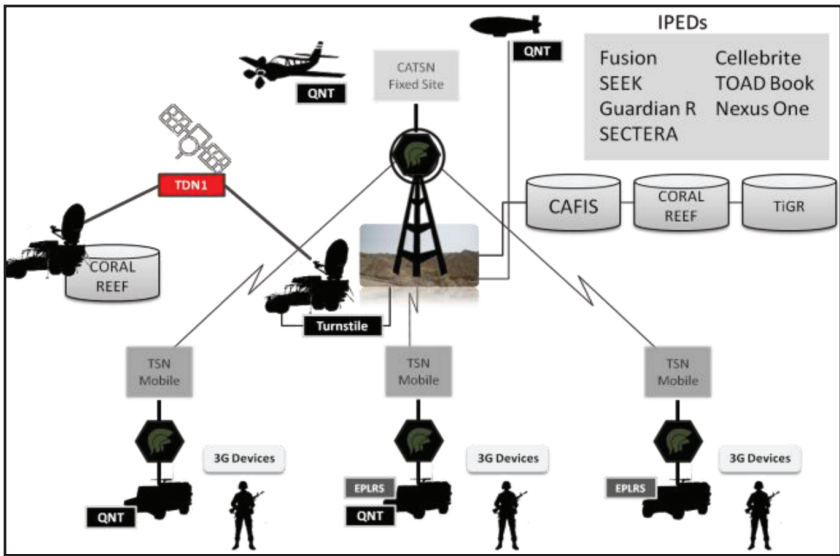 IPEDs
Fusion Cellebrite
SEEK TOAD Book
Guardian R Nexus One
SECTERA
QNT
CATSN
Fixed Site
QNT
TDN1
CAFIS
CORAL
REEF
TiGR
CORAL
REEF
Turnstile
TSN
Mobile
TSN
Mobile
TSN
Mobile
3G Devices
3G Devices
3G Devices
EPLRS
EPLRS
QNT
QNT